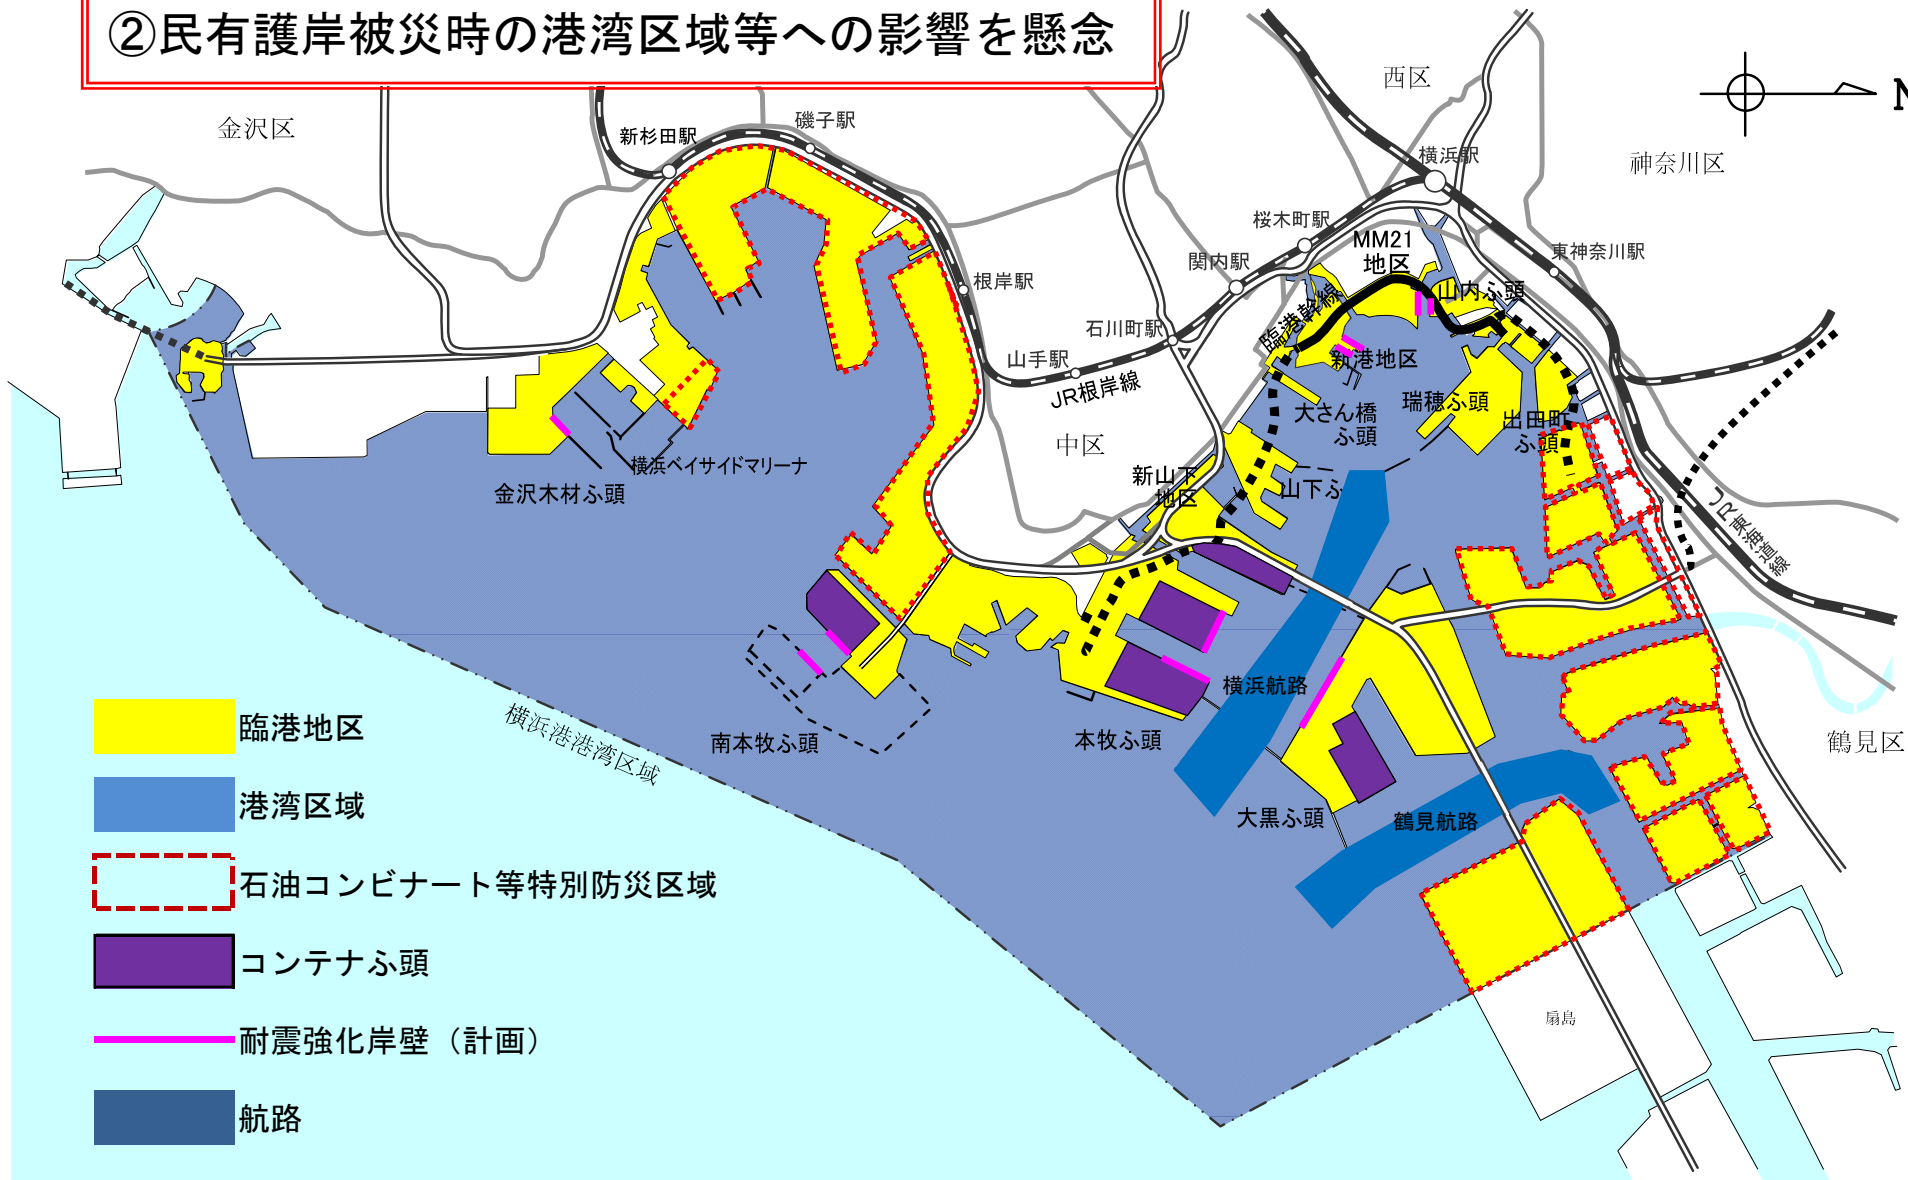 ②民有護岸被災時の港湾区域等への影響を懸念
西区
N
金沢区
新杉田駅
磯子駅
横浜駅
神奈川区
桜木町駅
MM21
地区
東神奈川駅
関内駅
根岸駅
山内ふ頭
臨港幹線
石川町駅
山手駅
新港地区
JR根岸線
瑞穂ふ頭
大さん橋
ふ頭
出田町
ふ頭
中区
横浜ベイサイドマリーナ
新山下
地区
金沢木材ふ頭
山下ふ
JR東海道線
横浜航路
臨港地区
横浜港港湾区域
南本牧ふ頭
本牧ふ頭
鶴見区
港湾区域
大黒ふ頭
鶴見航路
石油コンビナート等特別防災区域
コンテナふ頭
扇島
耐震強化岸壁（計画）
航路